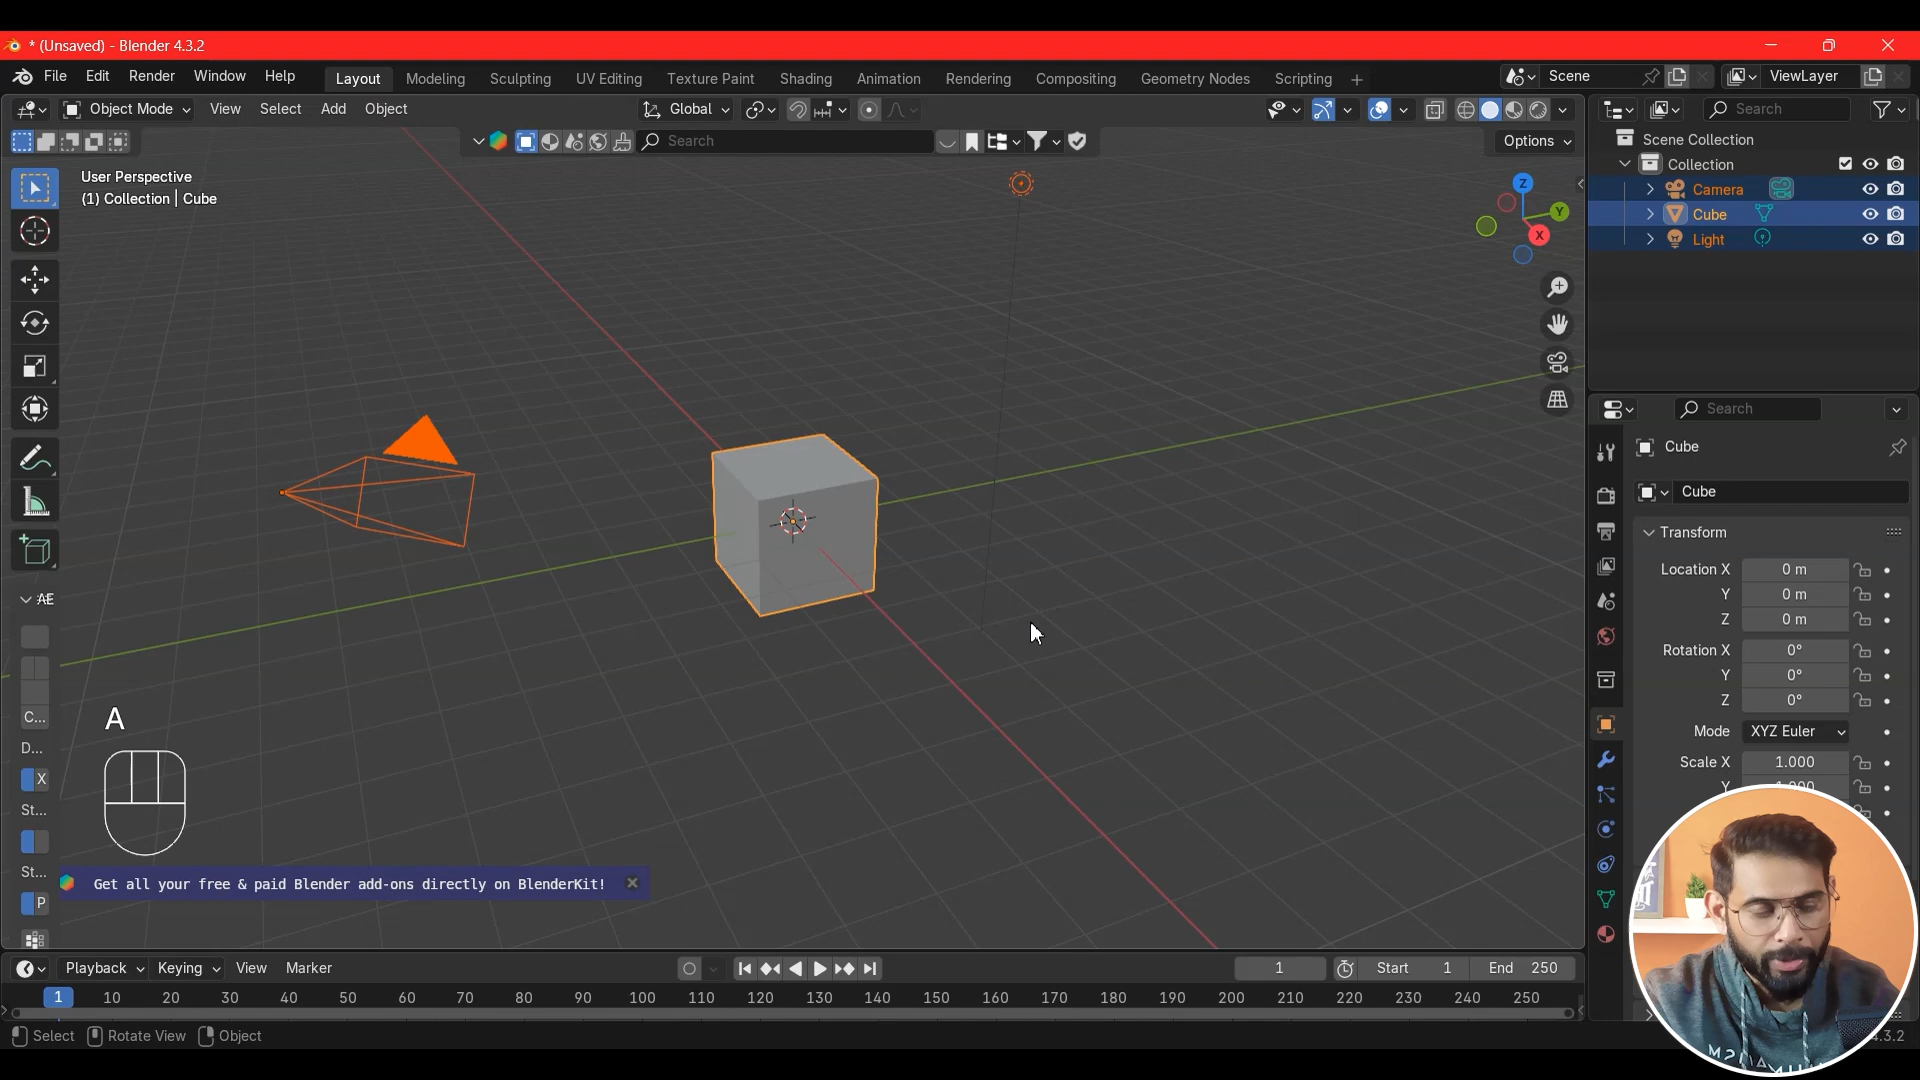 * (Unsaved) - Blender 4.3.2
File Edit Render Window Help Layout Modeling Sculpting UV Editing Texture Paint Shading Animation Rendering Compositing Geometry Nodes Scripting + Scene ViewLayer
Object Mode View Select Add Object Global Search
Search Options
Scene Collection
Collection
Camera
Cube
Light
User Perspective
(1) Collection | Cube
Z
Y
X
Search
Cube
Cube
Transform
Location X 0 m
Y 0 m
Z 0 m
Rotation X 0°
Y 0°
Z 0°
Mode XYZ Euler
Scale X 1.000
Y 1.000
AE
C...
D...
X
St...
St...
P
A
Get all your free & paid Blender add-ons directly on BlenderKit!
Playback Keying View Marker 1 Start 1 End 250
1 10 20 30 40 50 60 70 80 90 100 110 120 130 140 150 160 170 180 190 200 210 220 230 240 250
Select Rotate View Object 4.3.2